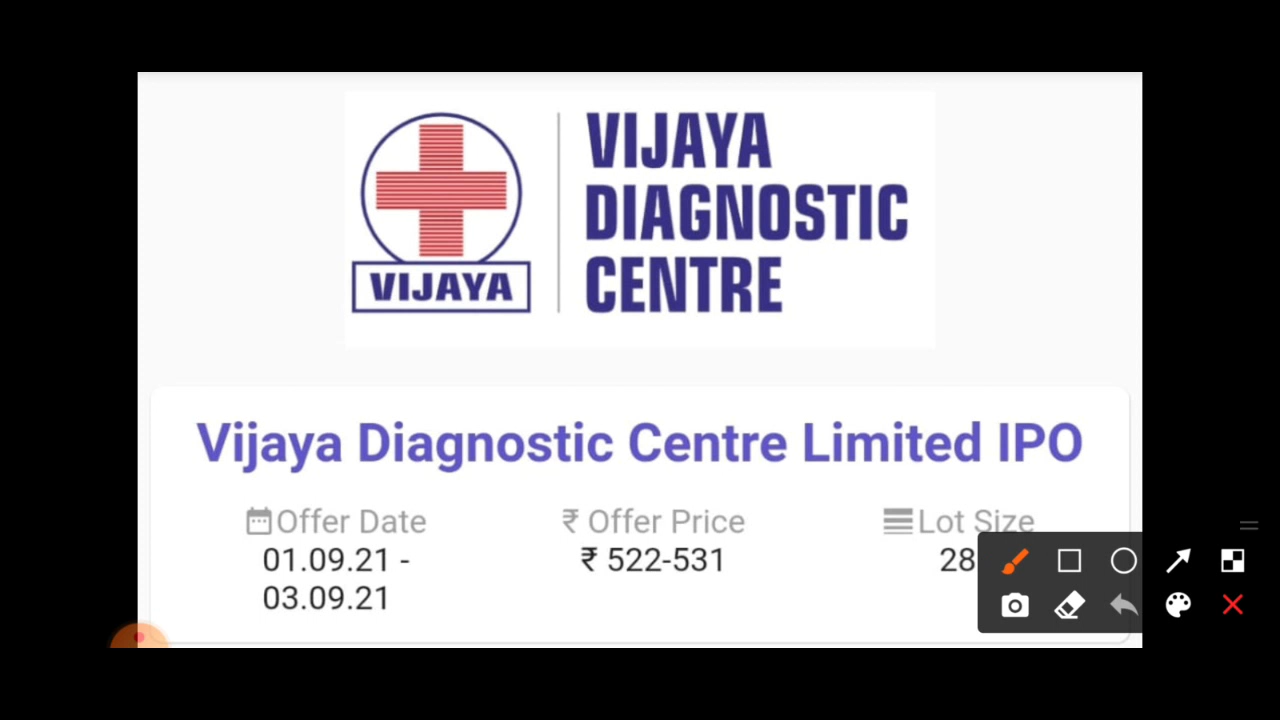 VIJAYA
DIAGNOSTIC
CENTRE
VIJAYA
Vijaya Diagnostic Centre Limited IPO
Offer Date
01.09.21 -
03.09.21
₹ Offer Price
₹ 522-531
Lot Size
28